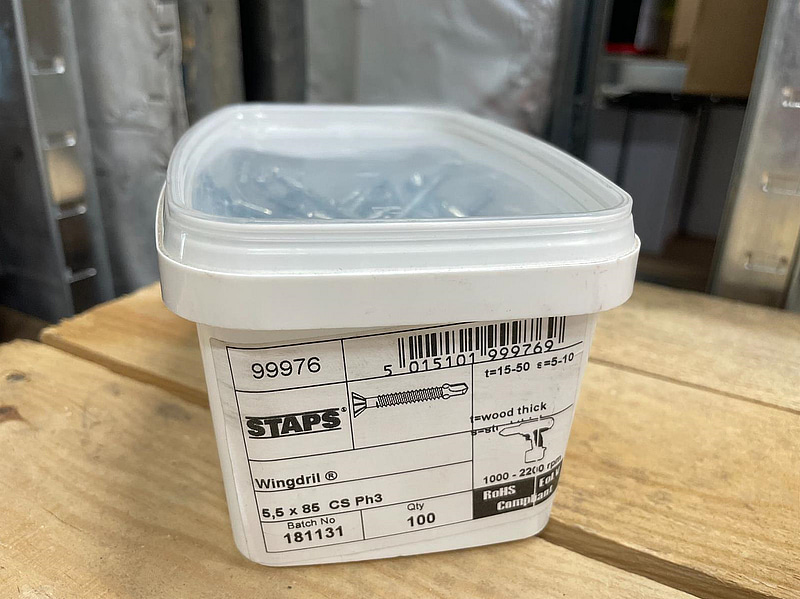 99976
5 015101 999769
t=15-50 s=5-10
STAPS®
t=wood thick
Wingdril ®
1000 - 2200 rpm
5,5 x 85 CS Ph3
RoHS
Compliant
Batch No
181131
Qty
100